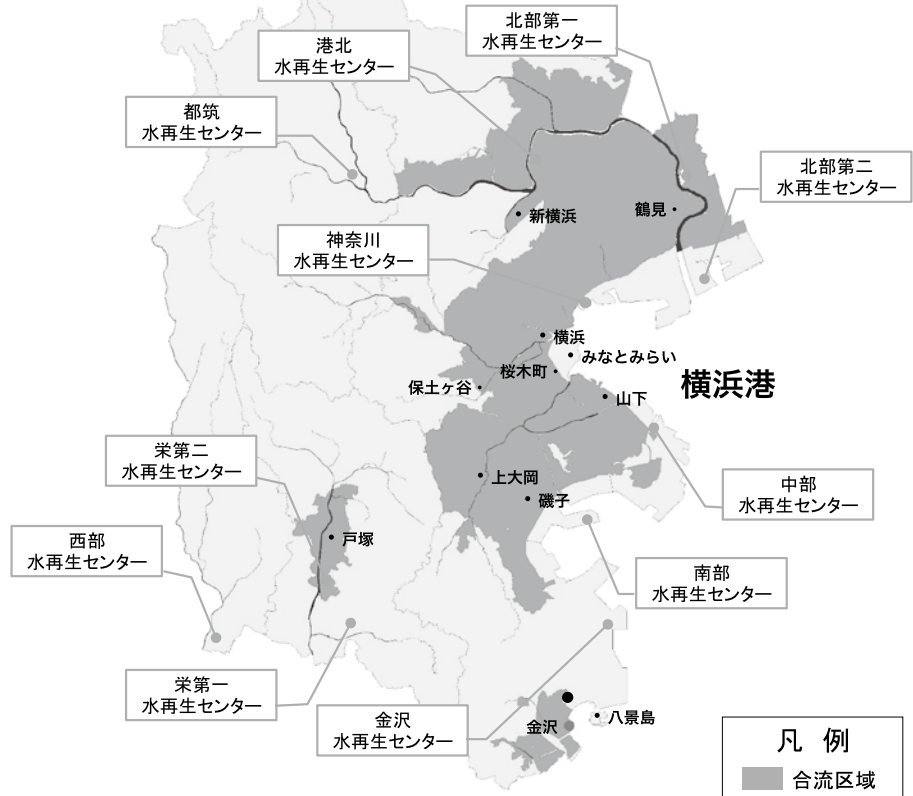 北部第一
水再生センター
港北
水再生センター
都筑
水再生センター
北部第二
水再生センター
鶴見
新横浜
神奈川
水再生センター
横浜
みなとみらい
桜木町
横浜港
保土ヶ谷
山下
栄第二
水再生センター
上大岡
磯子
中部
水再生センター
西部
水再生センター
戸塚
南部
水再生センター
栄第一
水再生センター
金沢
水再生センター
金沢
八景島
凡 例
合流区域